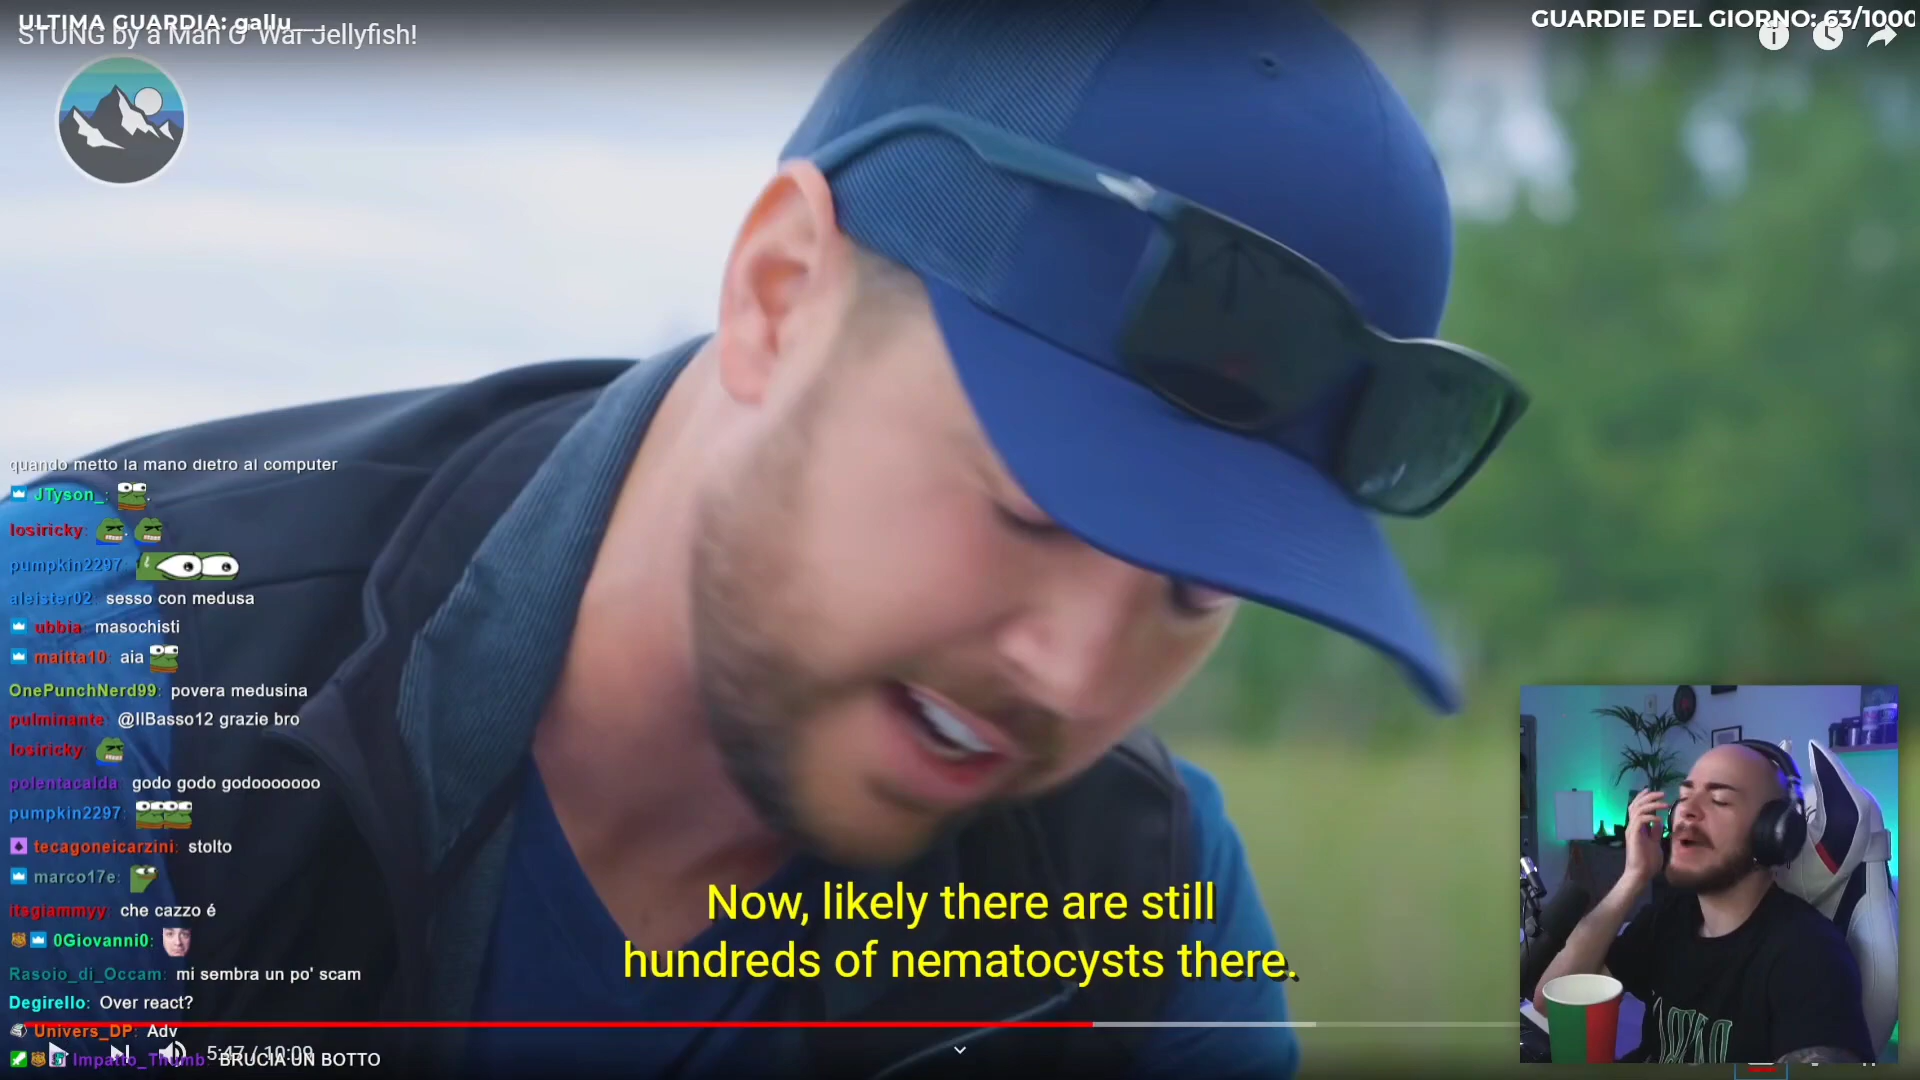 ULTIMA GUARDIA: gallu___
STUNG by a Man O' War Jellyfish!
GUARDIE DEL GIORNO: 63/1000
quando metto la mano dietro al computer
JTyson_:
losiricky:
pumpkin2297:
aleister02: sesso con medusa
ubbia: masochisti
maitta10: aia
OnePunchNerd99: povera medusina
pulminante: @IlBasso12 grazie bro
losiricky:
polentacalda: godo godo godooooooo
pumpkin2297:
tecagoneicarzini: stolto
marco17e:
itsgiammyy: che cazzo é
0Giovanni0:
Rasoio_di_Occam: mi sembra un po' scam
Degirello: Over react?
Univers_DP: Adv
Impatto_Thumb: BRUCIA UN BOTTO
5:47 / 10:09
Now, likely there are still
hundreds of nematocysts there.